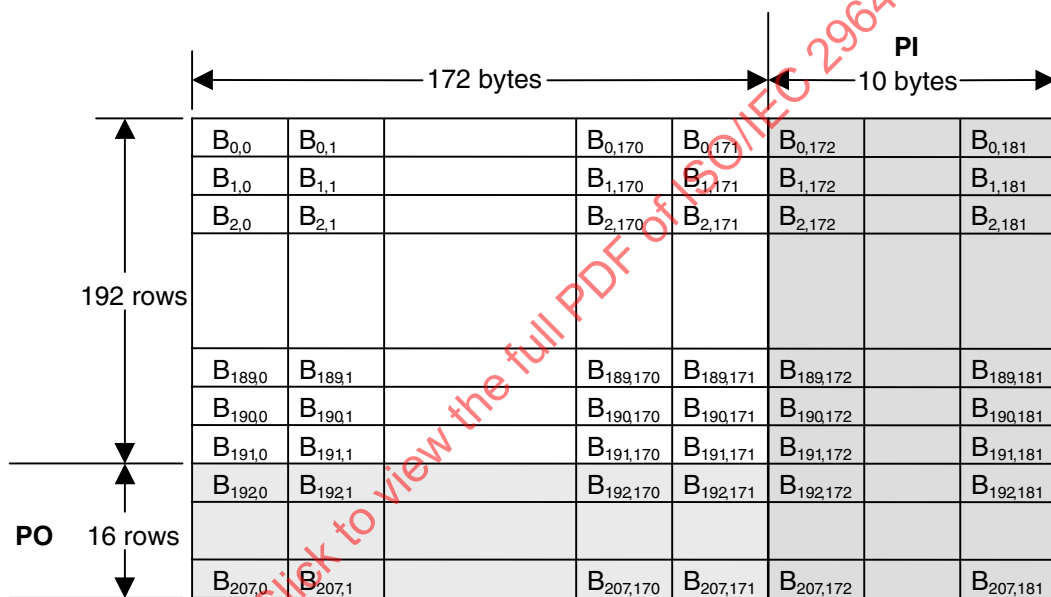 PI
172 bytes 10 bytes
B0,0 B0,1 B0,170 B0,171 B0,172 B0,181
B1,0 B1,1 B1,170 B1,171 B1,172 B1,181
B2,0 B2,1 B2,170 B2,171 B2,172 B2,181
192 rows
B189,0 B189,1 B189,170 B189,171 B189,172 B189,181
B190,0 B190,1 B190,170 B190,171 B190,172 B190,181
B191,0 B191,1 B191,170 B191,171 B191,172 B191,181
B192,0 B192,1 B192,170 B192,171 B192,172 B192,181
PO 16 rows
B207,0 B207,1 B207,170 B207,171 B207,172 B207,181
Click to view the full PDF of ISO/IEC 2964